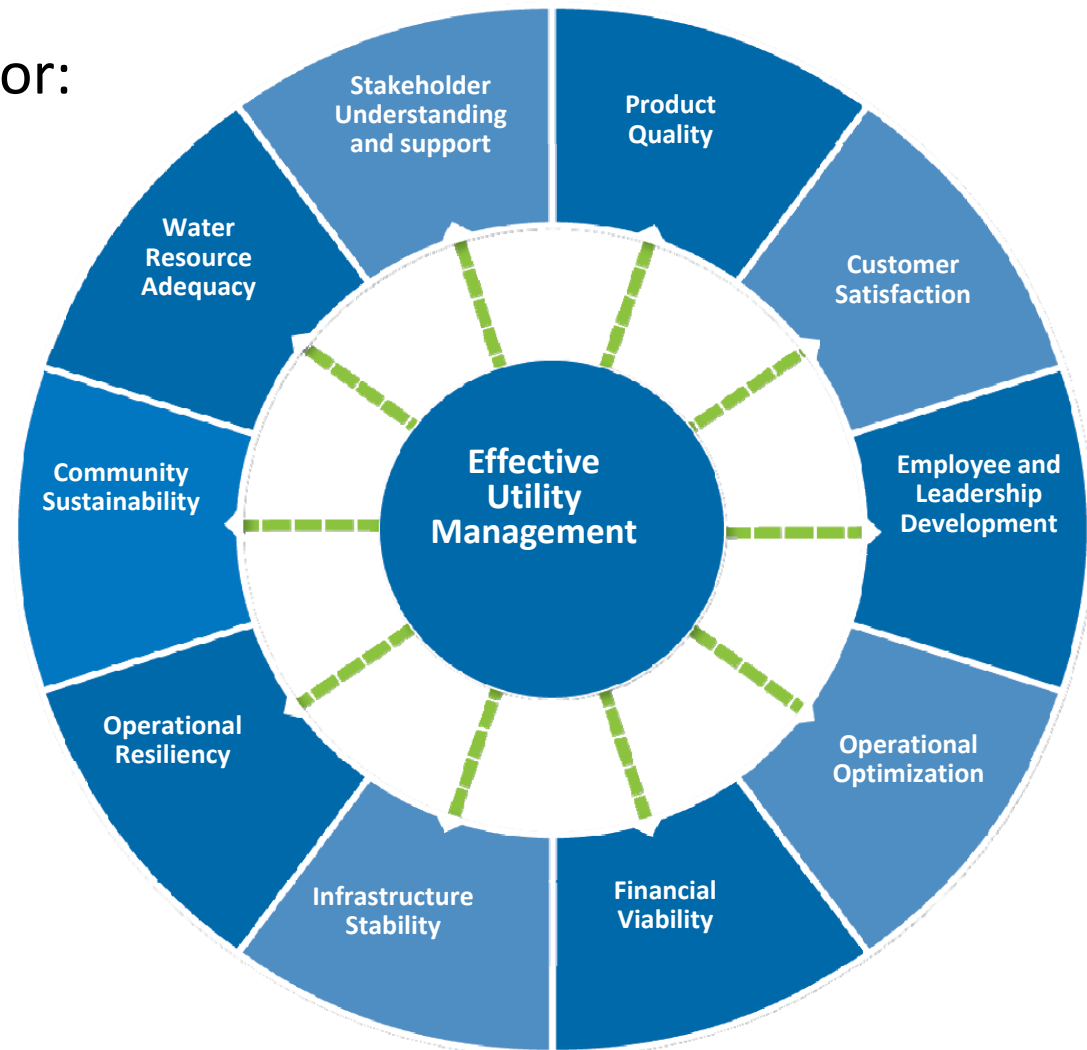 or:
Stakeholder
Understanding
and support
Product
Quality
Customer
Satisfaction
Employee and
Leadership
Development
Operational
Optimization
Financial
Viability
Infrastructure
Stability
Operational
Resiliency
Community
Sustainability
Water
Resource
Adequacy
Effective
Utility
Management